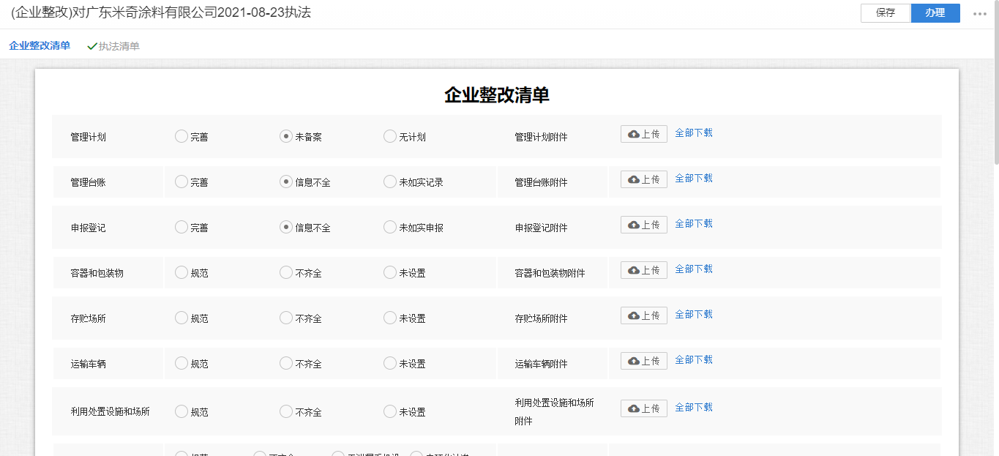 (企业整改)对广东米奇涂料有限公司2021-08-23执法 保存 办理
企业整改清单 执法清单
企业整改清单
管理计划 完善 未备案 无计划 管理计划附件 上传 全部下载
管理台账 完善 信息不全 未如实记录 管理台账附件 上传 全部下载
申报登记 完善 信息不全 未如实申报 申报登记附件 上传 全部下载
容器和包装物 规范 不齐全 未设置 容器和包装物附件 上传 全部下载
存贮场所 规范 不齐全 未设置 存贮场所附件 上传 全部下载
运输车辆 规范 不齐全 未设置 运输车辆附件 上传 全部下载
利用处置设施和场所 规范 不齐全 未设置 利用处置设施和场所 上传 全部下载
附件